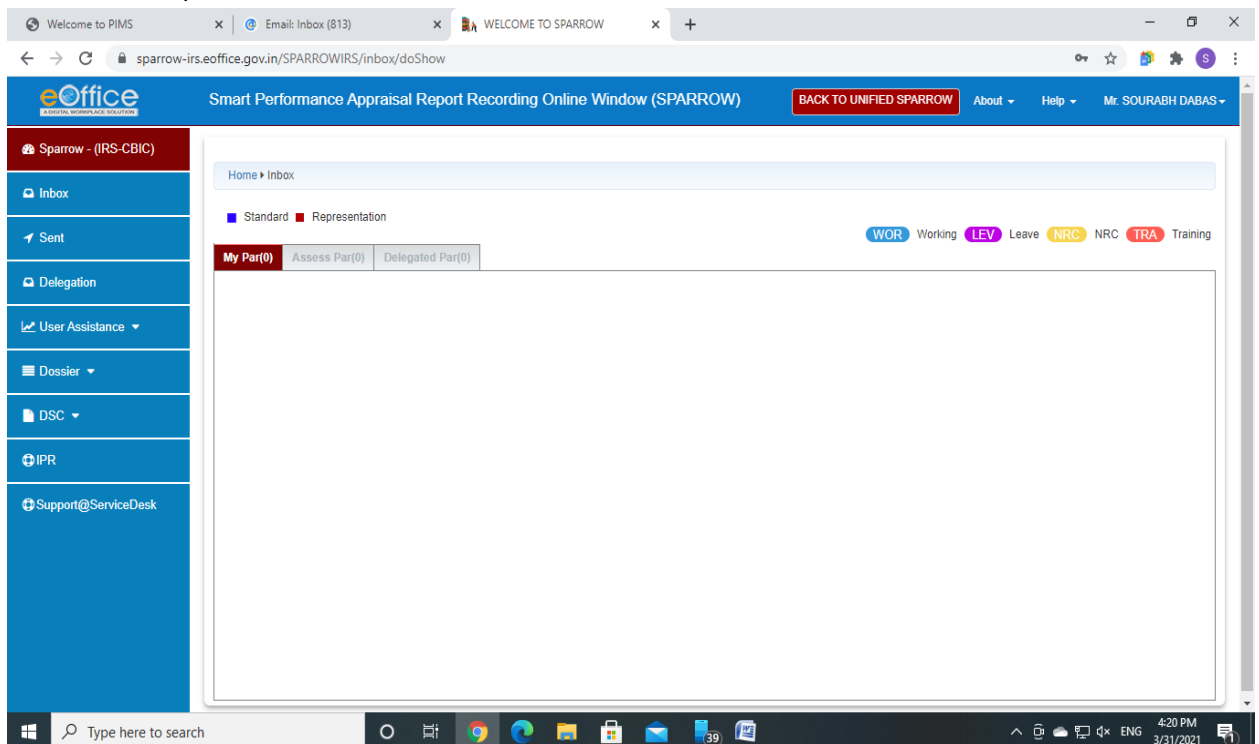 Welcome to PIMS
Email: Inbox (813)
WELCOME TO SPARROW
sparrow-irs.eoffice.gov.in/SPARROWIRS/inbox/doShow
S
eOffice
A DIGITAL WORKPLACE SOLUTION
Smart Performance Appraisal Report Recording Online Window (SPARROW)
BACK TO UNIFIED SPARROW
About
Help
Mr. SOURABH DABAS
Sparrow - (IRS-CBIC)
Inbox
Sent
Delegation
User Assistance
Dossier
DSC
IPR
Support@ServiceDesk
Home Inbox
Standard Representation
WOR Working LEV Leave NRC NRC TRA Training
My Par(0) Assess Par(0) Delegated Par(0)
Type here to search
39
ENG
4:20 PM
3/31/2021
1